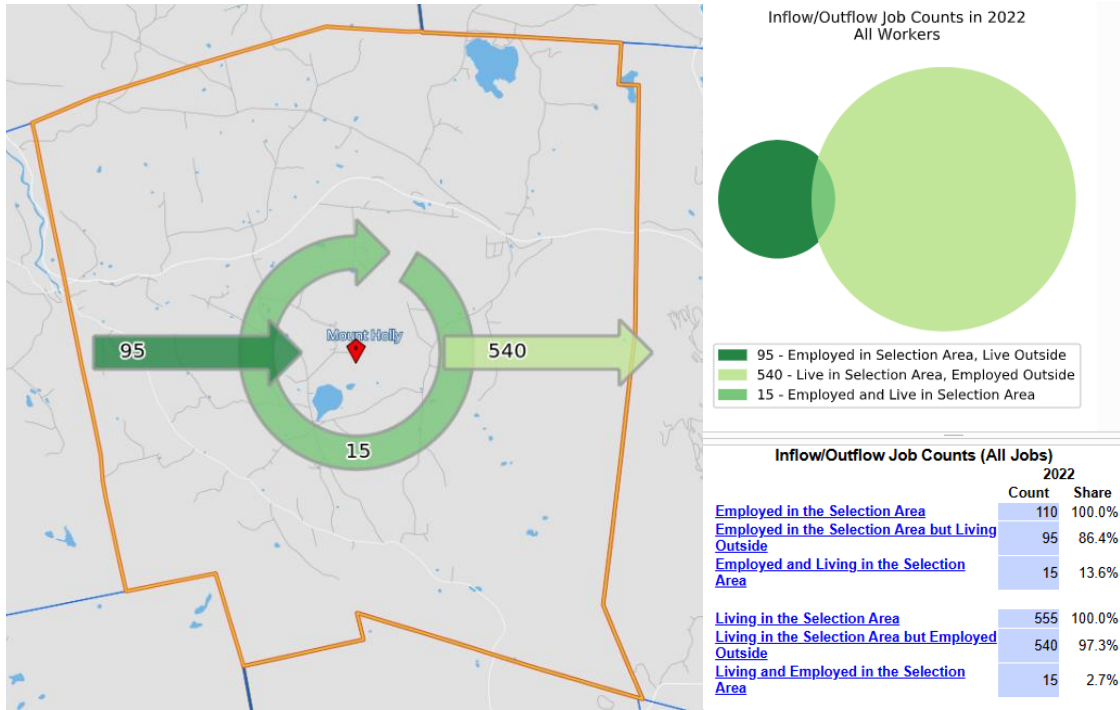 Mount Holly
95
540
15
Inflow/Outflow Job Counts in 2022
All Workers
95 - Employed in Selection Area, Live Outside
540 - Live in Selection Area, Employed Outside
15 - Employed and Live in Selection Area
Inflow/Outflow Job Counts (All Jobs)
2022
Count Share
Employed in the Selection Area 110 100.0%
Employed in the Selection Area but Living
Outside 95 86.4%
Employed and Living in the Selection
Area 15 13.6%
Living in the Selection Area 555 100.0%
Living in the Selection Area but Employed
Outside 540 97.3%
Living and Employed in the Selection
Area 15 2.7%